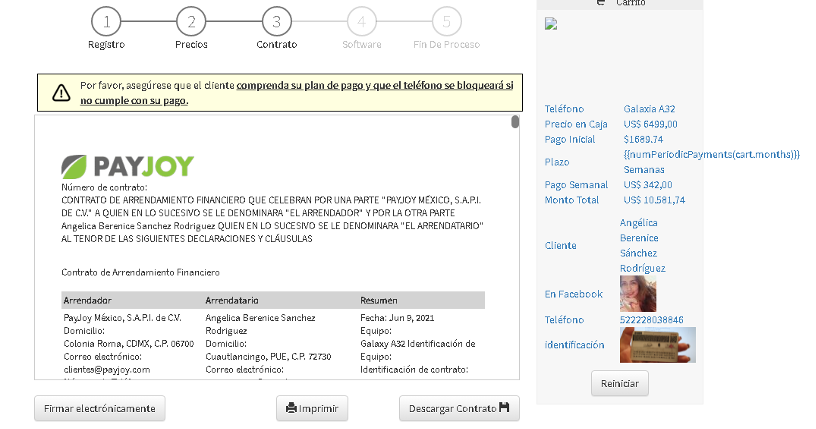 1 2 3 4 5
Registro Precios Contrato Software Fin De Proceso
Por favor, asegúrese que el cliente comprenda su plan de pago y que el teléfono se bloqueará si
no cumple con su pago.
PAYJOY
Número de contrato:
CONTRATO DE ARRENDAMIENTO FINANCIERO QUE CELEBRAN POR UNA PARTE "PAYJOY MÉXICO, S.A.P.I.
DE C.V." A QUIEN EN LO SUCESIVO SE LE DENOMINARA "EL ARRENDADOR" Y POR LA OTRA PARTE
Angelica Berenice Sanchez Rodriguez QUIEN EN LO SUCESIVO SE LE DENOMINARA "EL ARRENDATARIO"
AL TENOR DE LAS SIGUIENTES DECLARACIONES Y CLÁUSULAS
Contrato de Arrendamiento Financiero
Arrendador Arrendatario Resumen
PayJoy México, S.A.P.I. de C.V. Angelica Berenice Sanchez Fecha: Jun 9, 2021
Domicilio: Rodriguez Equipo:
Colonia Roma, CDMX, C.P. 06700 Domicilio: Galaxy A32 Identificación de
Correo electrónico: Cuautlancingo, PUE, C.P. 72730 Equipo:
clientes@payjoy.com Correo electrónico: Identificación de contrato:
Firmar electrónicamente Imprimir Descargar Contrato
Carrito
Teléfono Galaxia A32
Precio en Caja US$ 6499,00
Pago Inicial $1689.74
Plazo {{numPeriodicPayments(cart.months)}}
Semanas
Pago Semanal US$ 342,00
Monto Total US$ 10.581,74
Cliente Angélica
Berenice
Sánchez
Rodríguez
En Facebook
Teléfono 522228038846
identificación
Reiniciar